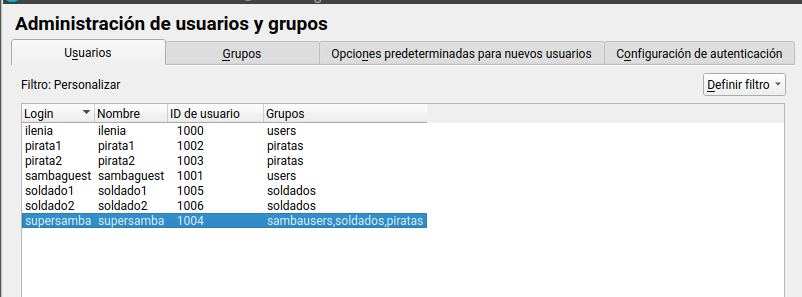 Administración de usuarios y grupos
Usuarios Grupos Opciones predeterminadas para nuevos usuarios Configuración de autenticación
Filtro: Personalizar Definir filtro
Login Nombre ID de usuario Grupos
ilenia ilenia 1000 users
pirata1 pirata1 1002 piratas
pirata2 pirata2 1003 piratas
sambaguest sambaguest 1001 users
soldado1 soldado1 1005 soldados
soldado2 soldado2 1006 soldados
supersamba supersamba 1004 sambausers,soldados,piratas